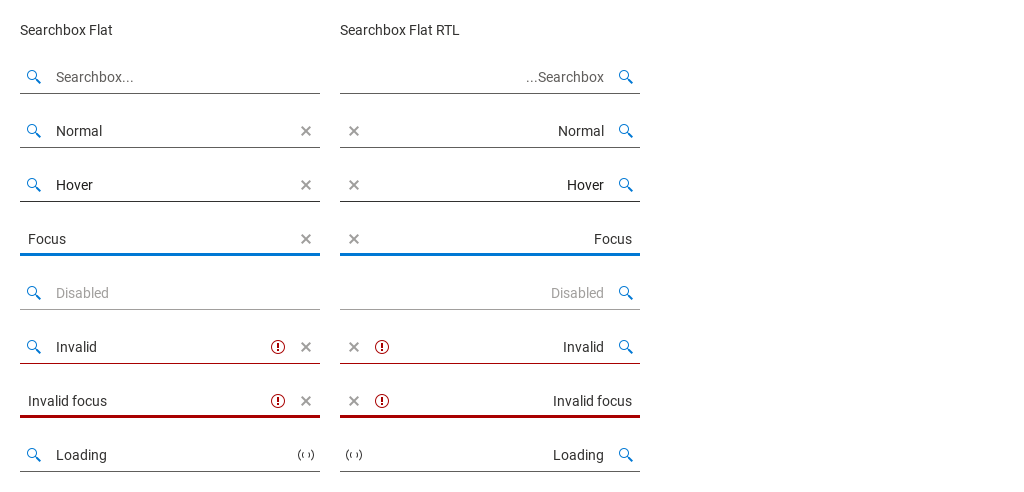 Searchbox Flat
Searchbox Flat RTL
Searchbox...
...Searchbox
Normal
Normal
Hover
Hover
Focus
Focus
Disabled
Disabled
Invalid
Invalid
Invalid focus
Invalid focus
Loading
Loading